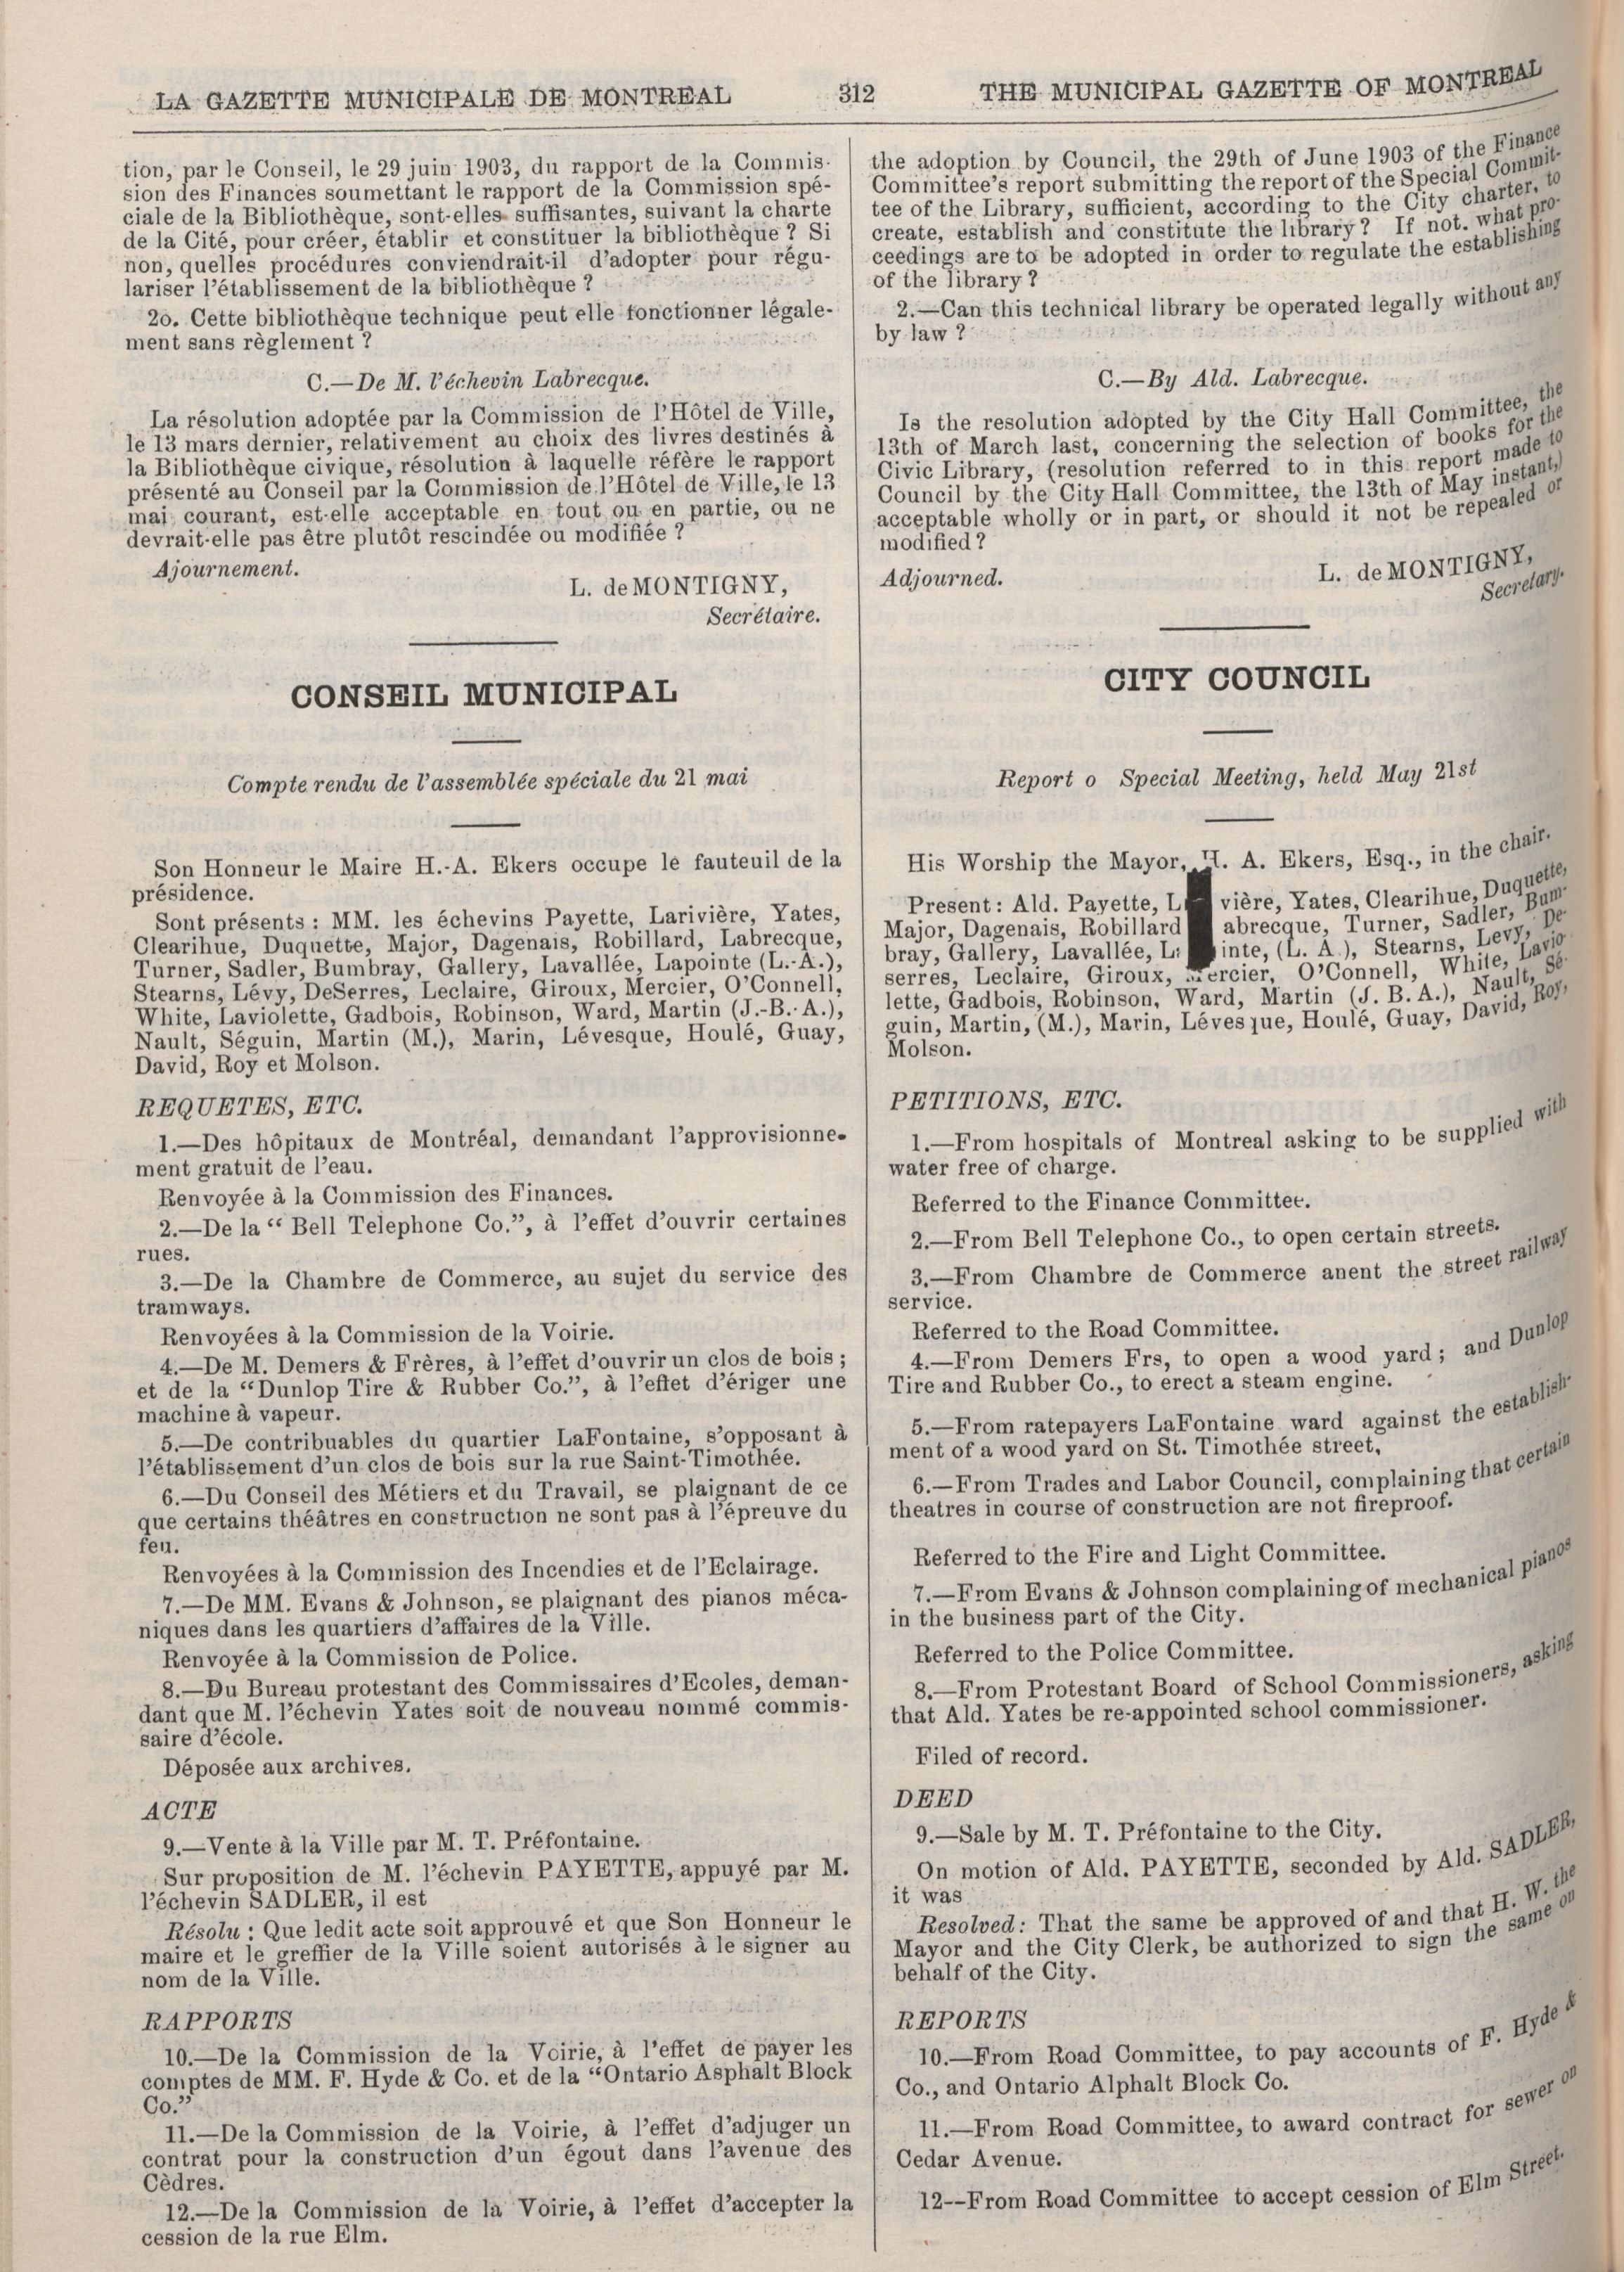 LA GAZETTE MUNICIPALE DE MONTREAL
312
THE MUNICIPAL GAZETTE OF MONTREAL
tion, par le Conseil, le 29 juin 1903, du rapport de la Commis-
sion des Finances soumettant le rapport de la Commission spé-
ciale de la Bibliothèque, sont-elles suffisantes, suivant la charte
de la Cité, pour créer, établir et constituer la bibliothèque ? Si
non, quelles procédures conviendrait-il d'adopter pour régu-
lariser l'établissement de la bibliothèque ?
2o. Cette bibliothèque technique peut elle fonctionner légale-
ment sans règlement ?
C.—De M. l'échevin Labrecque.
La résolution adoptée par la Commission de l'Hôtel de Ville,
le 13 mars dernier, relativement au choix des livres destinés à
la Bibliothèque civique, résolution à laquelle réfère le rapport
présenté au Conseil par la Commission de l'Hôtel de Ville, le 13
mai courant, est-elle acceptable en tout ou en partie, ou ne
devrait-elle pas être plutôt rescindée ou modifiée ?
Ajournement.
L. deMONTIGNY,
Secrétaire.
CONSEIL MUNICIPAL
Compte rendu de l'assemblée spéciale du 21 mai
Son Honneur le Maire H.-A. Ekers occupe le fauteuil de la
présidence.
Sont présents : MM. les échevins Payette, Larivière, Yates,
Clearihue, Duquette, Major, Dagenais, Robillard, Labrecque,
Turner, Sadler, Bumbray, Gallery, Lavallée, Lapointe (L.-A.),
Stearns, Lévy, DeSerres, Leclaire, Giroux, Mercier, O'Connell,
White, Laviolette, Gadbois, Robinson, Ward, Martin (J.-B.-A.),
Nault, Séguin, Martin (M.), Marin, Lévesque, Houlé, Guay,
David, Roy et Molson.
REQUETES, ETC.
1.—Des hôpitaux de Montréal, demandant l'approvisionne-
ment gratuit de l'eau.
Renvoyée à la Commission des Finances.
2.—De la “ Bell Telephone Co.”, à l'effet d'ouvrir certaines
rues.
3.—De la Chambre de Commerce, au sujet du service des
tramways.
Renvoyées à la Commission de la Voirie.
4.—De M. Demers & Frères, à l'effet d'ouvrir un clos de bois ;
et de la “Dunlop Tire & Rubber Co.”, à l'effet d'ériger une
machine à vapeur.
5.—De contribuables du quartier LaFontaine, s'opposant à
l'établissement d'un clos de bois sur la rue Saint-Timothée.
6.—Du Conseil des Métiers et du Travail, se plaignant de ce
que certains théâtres en construction ne sont pas à l'épreuve du
feu.
Renvoyées à la Commission des Incendies et de l'Eclairage.
7.—De MM. Evans & Johnson, se plaignant des pianos méca-
niques dans les quartiers d'affaires de la Ville.
Renvoyée à la Commission de Police.
8.—Du Bureau protestant des Commissaires d'Ecoles, deman-
dant que M. l'échevin Yates soit de nouveau nommé commis-
saire d'école.
Déposée aux archives.
ACTE
9.—Vente à la Ville par M. T. Préfontaine.
Sur proposition de M. l'échevin PAYETTE, appuyé par M.
l'échevin SADLER, il est
Résolu : Que ledit acte soit approuvé et que Son Honneur le
maire et le greffier de la Ville soient autorisés à le signer au
nom de la Ville.
RAPPORTS
10.—De la Commission de la Voirie, à l'effet de payer les
comptes de MM. F. Hyde & Co. et de la “Ontario Asphalt Block
Co.”
11.—De la Commission de la Voirie, à l'effet d'adjuger un
contrat pour la construction d'un égout dans l'avenue des
Cèdres.
12.—De la Commission de la Voirie, à l'effet d'accepter la
cession de la rue Elm.
the adoption by Council, the 29th of June 1903 of the Finance
Committee's report submitting the report of the Special Commit-
tee of the Library, sufficient, according to the City charter, to
create, establish and constitute the library ? If not. what pro-
ceedings are to be adopted in order to regulate the establishing
of the library ?
2.—Can this technical library be operated legally without any
by law ?
C.—By Ald. Labrecque.
Is the resolution adopted by the City Hall Committee, the
13th of March last, concerning the selection of books for the
Civic Library, (resolution referred to in this report made to
Council by the City Hall Committee, the 13th of May instant,)
acceptable wholly or in part, or should it not be repealed or
modified ?
Adjourned.
L. deMONTIGNY,
Secretary.
CITY COUNCIL
Report o Special Meeting, held May 21st
His Worship the Mayor, H. A. Ekers, Esq., in the chair.
Present : Ald. Payette, L vière, Yates, Clearihue, Duquette,
Major, Dagenais, Robillard abrecque, Turner, Sadler, Bum-
bray, Gallery, Lavallée, La inte, (L. A ), Stearns, Levy, De-
serres, Leclaire, Giroux, Mercier, O'Connell, White, Lavio-
lette, Gadbois, Robinson, Ward, Martin (J. B. A.), Nault, Sé-
guin, Martin, (M.), Marin, Lévesque, Houlé, Guay, David, Roy,
Molson.
PETITIONS, ETC.
1.—From hospitals of Montreal asking to be supplied with
water free of charge.
Referred to the Finance Committee.
2.—From Bell Telephone Co., to open certain streets.
3.—From Chambre de Commerce anent the street railway
service.
Referred to the Road Committee.
4.—From Demers Frs, to open a wood yard ; and Dunlop
Tire and Rubber Co., to erect a steam engine.
5.—From ratepayers LaFontaine ward against the establish-
ment of a wood yard on St. Timothée street,
6.—From Trades and Labor Council, complaining that certain
theatres in course of construction are not fireproof.
Referred to the Fire and Light Committee.
7.—From Evans & Johnson complaining of mechanical pianos
in the business part of the City.
Referred to the Police Committee.
8.—From Protestant Board of School Commissioners, asking
that Ald. Yates be re-appointed school commissioner.
Filed of record.
DEED
9.—Sale by M. T. Préfontaine to the City.
On motion of Ald. PAYETTE, seconded by Ald. SADLER,
it was
Resolved : That the same be approved of and that H. W. the
Mayor and the City Clerk, be authorized to sign the same on
behalf of the City.
REPORTS
10.—From Road Committee, to pay accounts of F. Hyde &
Co., and Ontario Alphalt Block Co.
11.—From Road Committee, to award contract for sewer on
Cedar Avenue.
12--From Road Committee to accept cession of Elm Street.